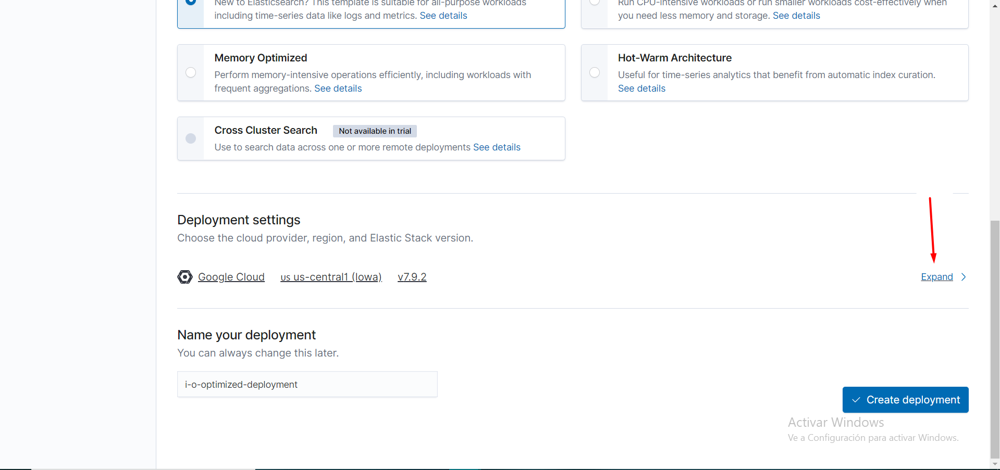 New to Elasticsearch? This template is suitable for all-purpose workloads
including time-series data like logs and metrics. See details
Run CPU-intensive workloads or run smaller workloads cost-effectively when
you need less memory and storage. See details
Memory Optimized
Perform memory-intensive operations efficiently, including workloads with
frequent aggregations. See details
Hot-Warm Architecture
Useful for time-series analytics that benefit from automatic index curation.
See details
Cross Cluster Search Not available in trial
Use to search data across one or more remote deployments See details
Deployment settings
Choose the cloud provider, region, and Elastic Stack version.
Google Cloud us us-central1 (Iowa) v7.9.2 Expand
Name your deployment
You can always change this later.
i-o-optimized-deployment
Create deployment
Activar Windows
Ve a Configuración para activar Windows.